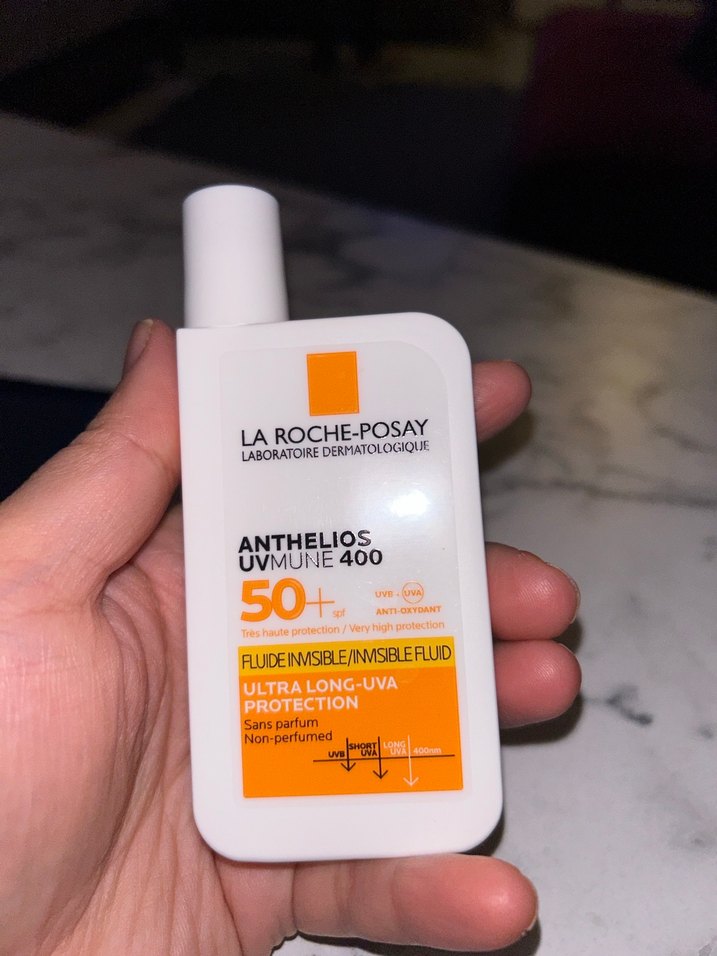 LA ROCHE-POSAY
LABORATOIRE DERMATOLOGIQUE
ANTHELIOS
UVMUNE 400
50+ spf
UVB + UVA
ANTI-OXYDANT
Très haute protection / Very high protection
FLUIDE INVISIBLE/INVISIBLE FLUID
ULTRA LONG-UVA
PROTECTION
Sans parfum
Non-perfumed
UVB
SHORT
UVA
LONG
UVA
400nm